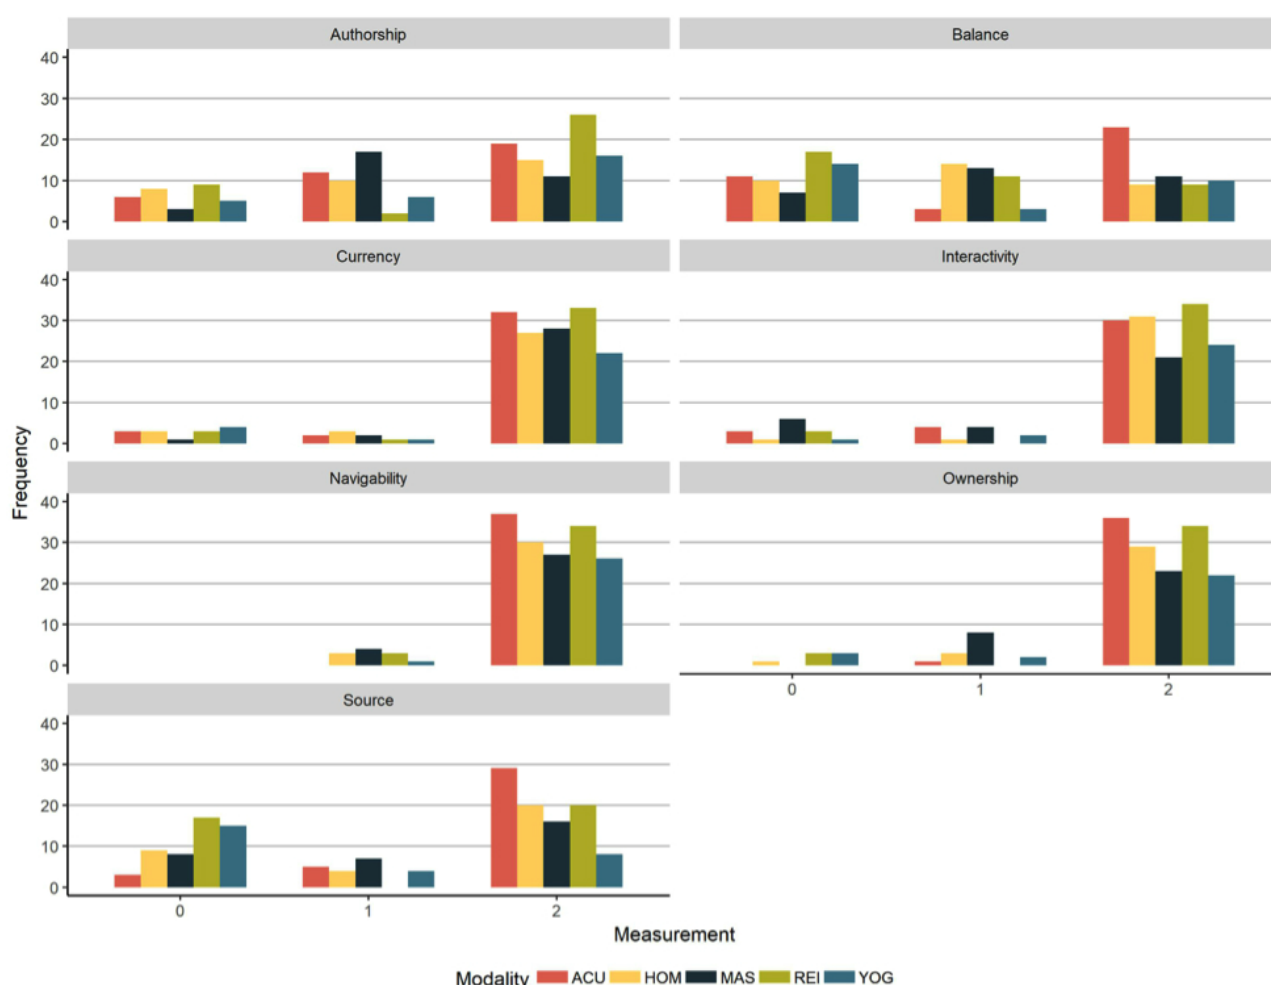 Authorship
Balance
40
30
20
10
0
Currency
Interactivity
40
30
20
10
0
Navigability
Ownership
40
30
20
10
0
0 1 2
Source
40
30
20
10
0
0 1 2
Frequency
Measurement
Modality ACU HOM MAS REI YOG